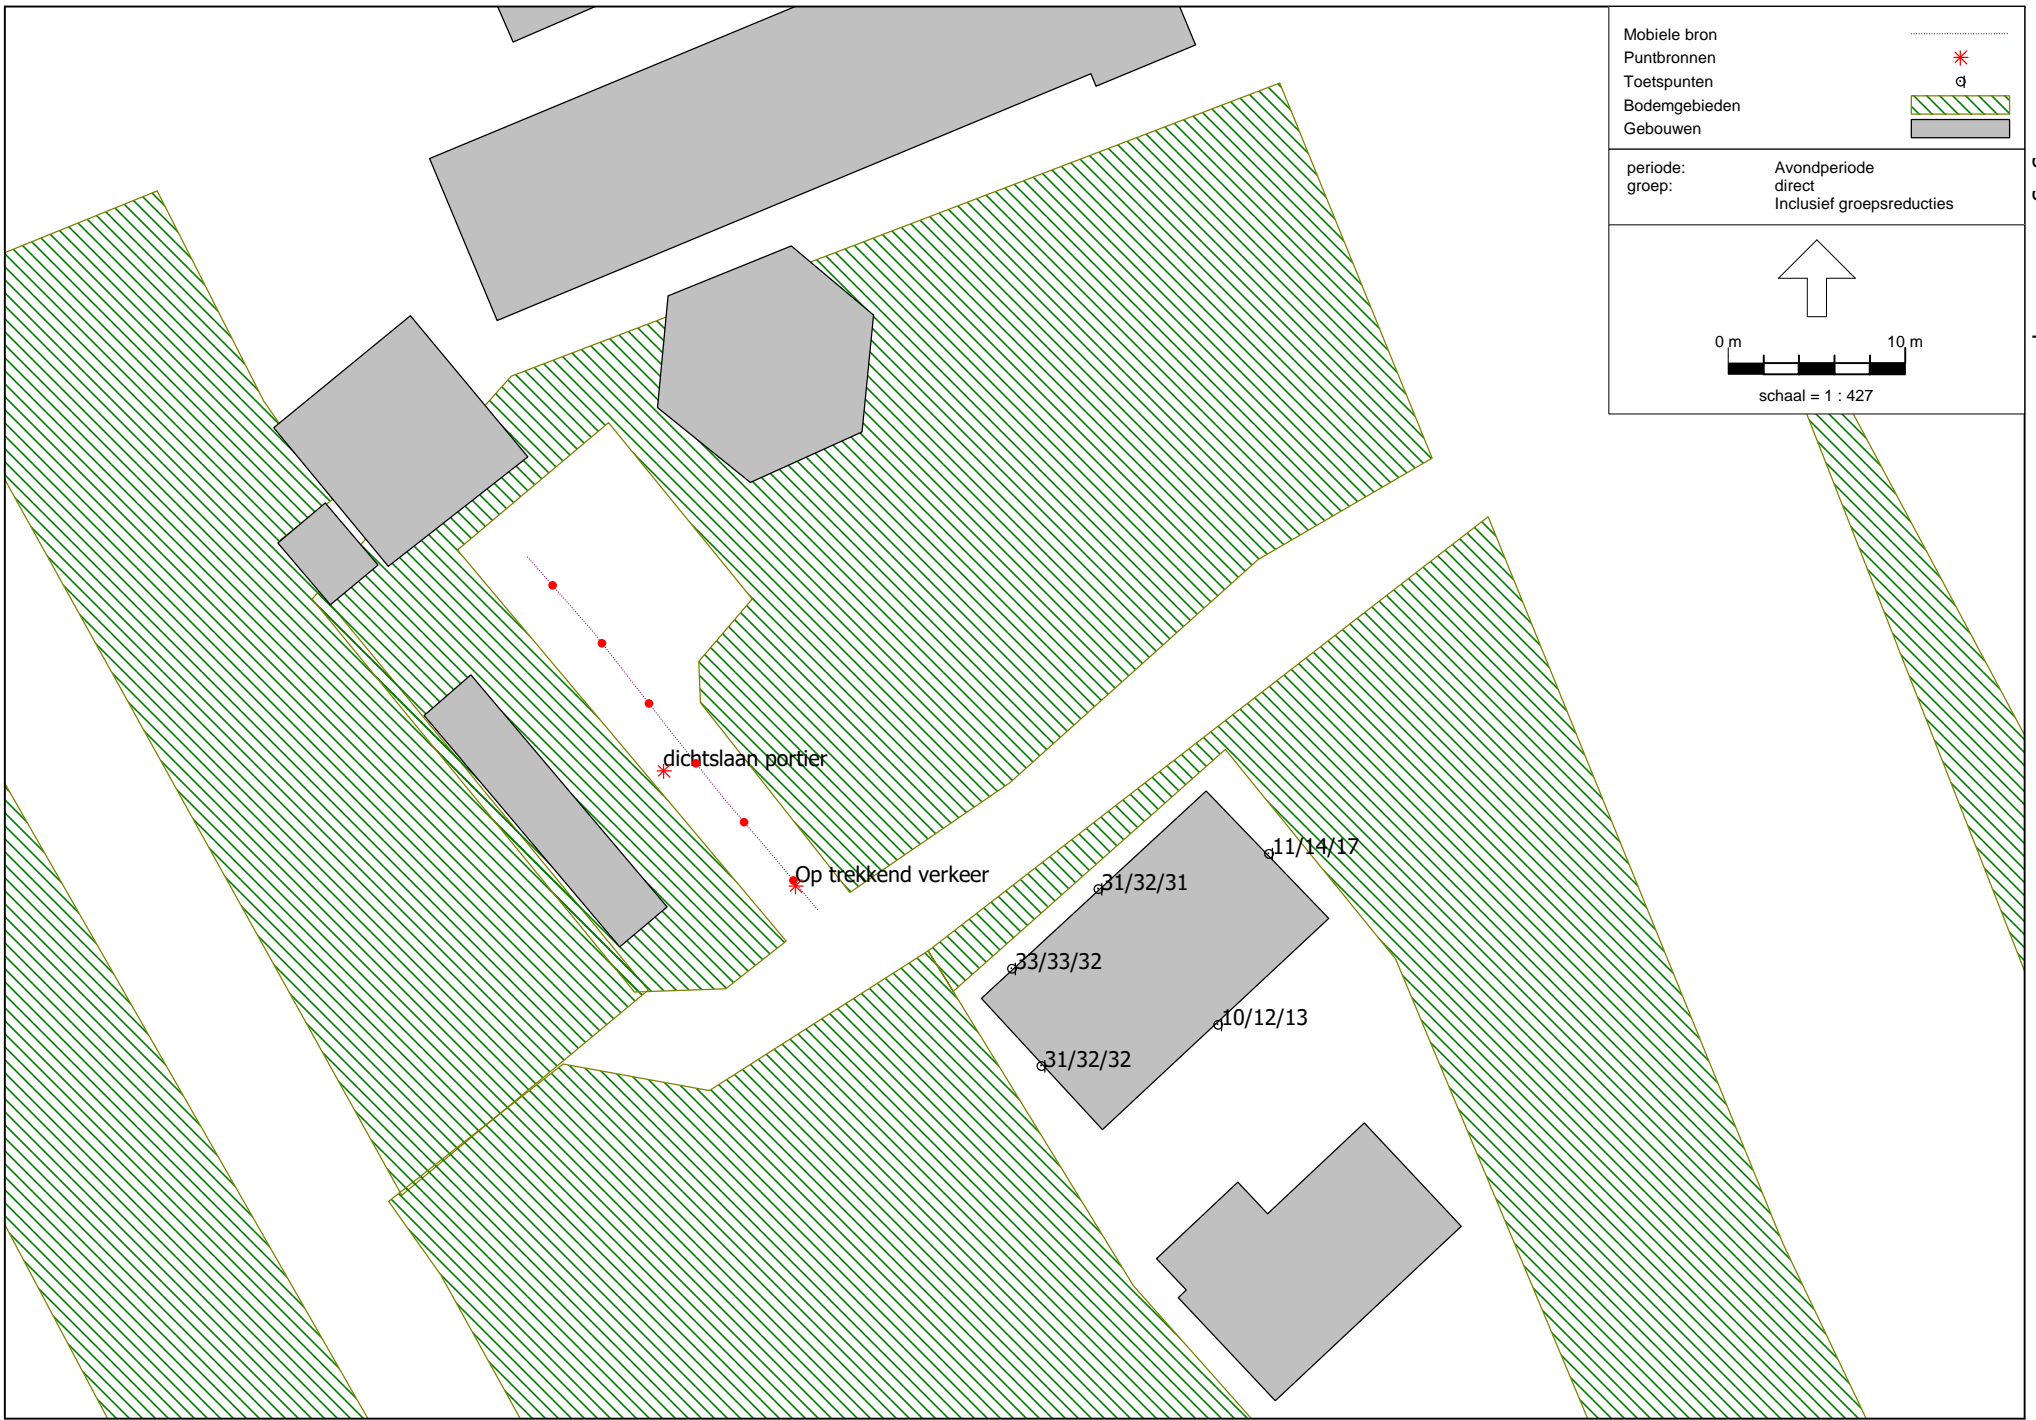 Mobiele bron
Puntbronnen
Toetspunten
Bodemgebieden
Gebouwen
periode: Avondperiode
groep: direct
Inclusief groepsreducties
0 m 10 m
schaal = 1 : 427
dichtslaan portier
Op trekkend verkeer
11/14/17
31/32/31
33/33/32
10/12/13
31/32/32